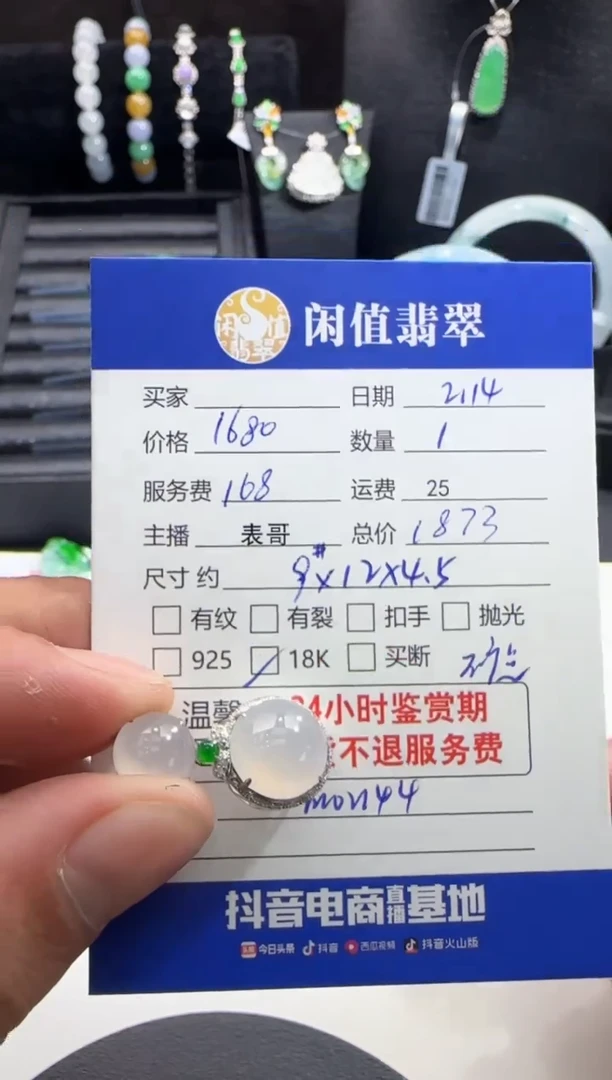 闲值翡翠
买家 日期 2.14
价格 1680 数量 1
服务费 168 运费 25
主播 表哥 总价 1873
尺寸 约 9#x12x4.5
有纹 有裂 扣手 抛光
925 18K 买断
温馨 24小时鉴赏期
不退服务费
抖音电商直播基地
今日头条 抖音 西瓜视频 抖音火山版